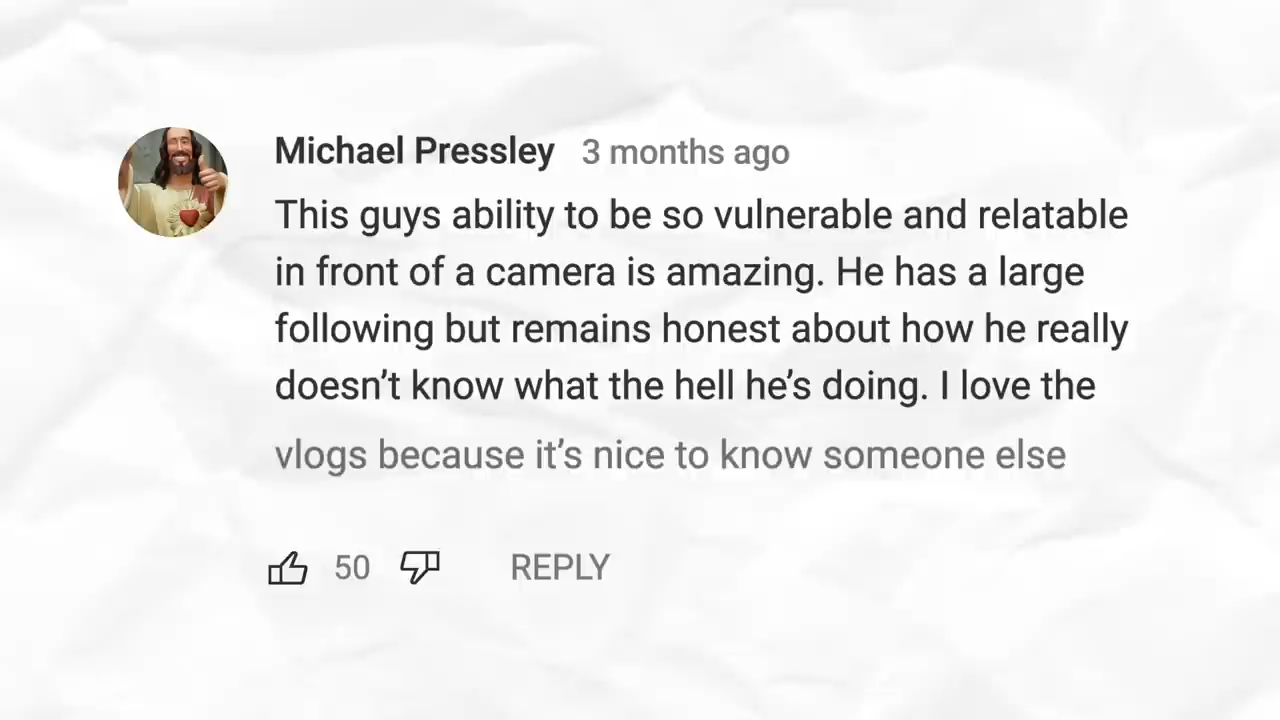 Michael Pressley 3 months ago
This guys ability to be so vulnerable and relatable
in front of a camera is amazing. He has a large
following but remains honest about how he really
doesn’t know what the hell he’s doing. I love the
vlogs because it’s nice to know someone else
50 REPLY